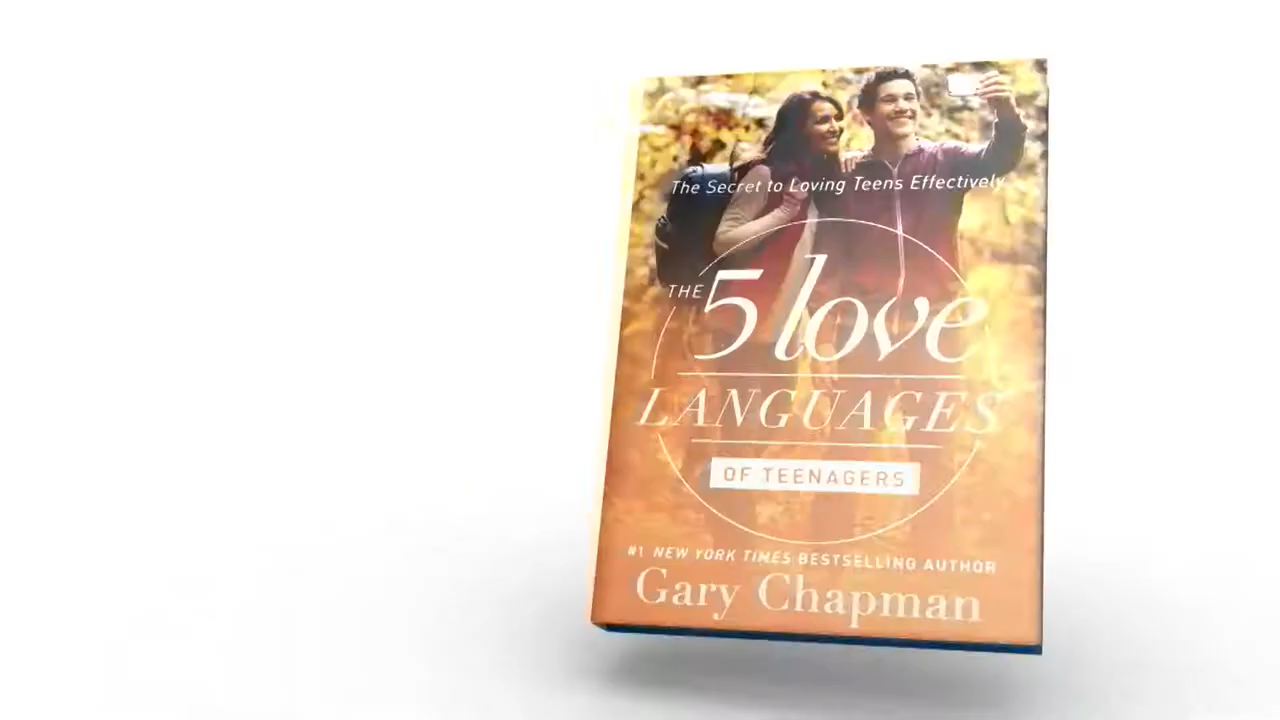 The Secret to Loving Teens Effectively
THE 5 love
LANGUAGES
OF TEENAGERS
#1 NEW YORK TIMES BESTSELLING AUTHOR
Gary Chapman